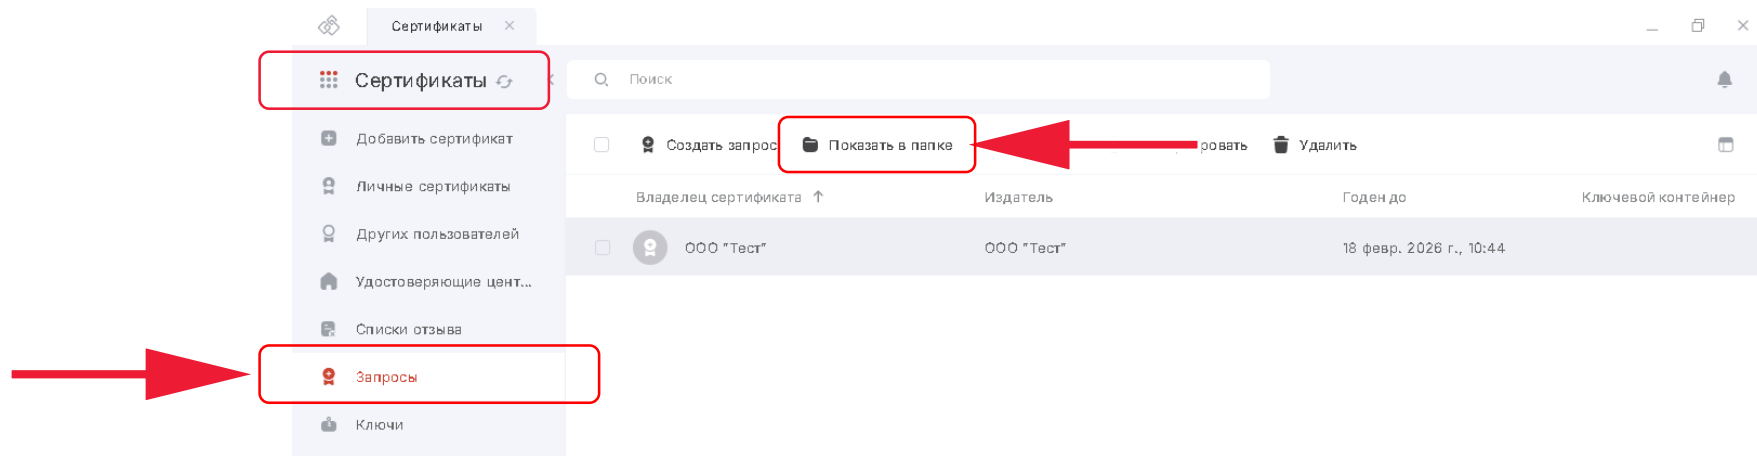 Сертификаты
Сертификаты
Поиск
Добавить сертификат
Личные сертификаты
Других пользователей
Удостоверяющие цент...
Списки отзыва
Запросы
Ключи
Создать запрос Показать в папке Удалить
Владелец сертификата Издатель Годен до Ключевой контейнер
ООО "Тест" ООО "Тест" 18 февр. 2026 г., 10:44